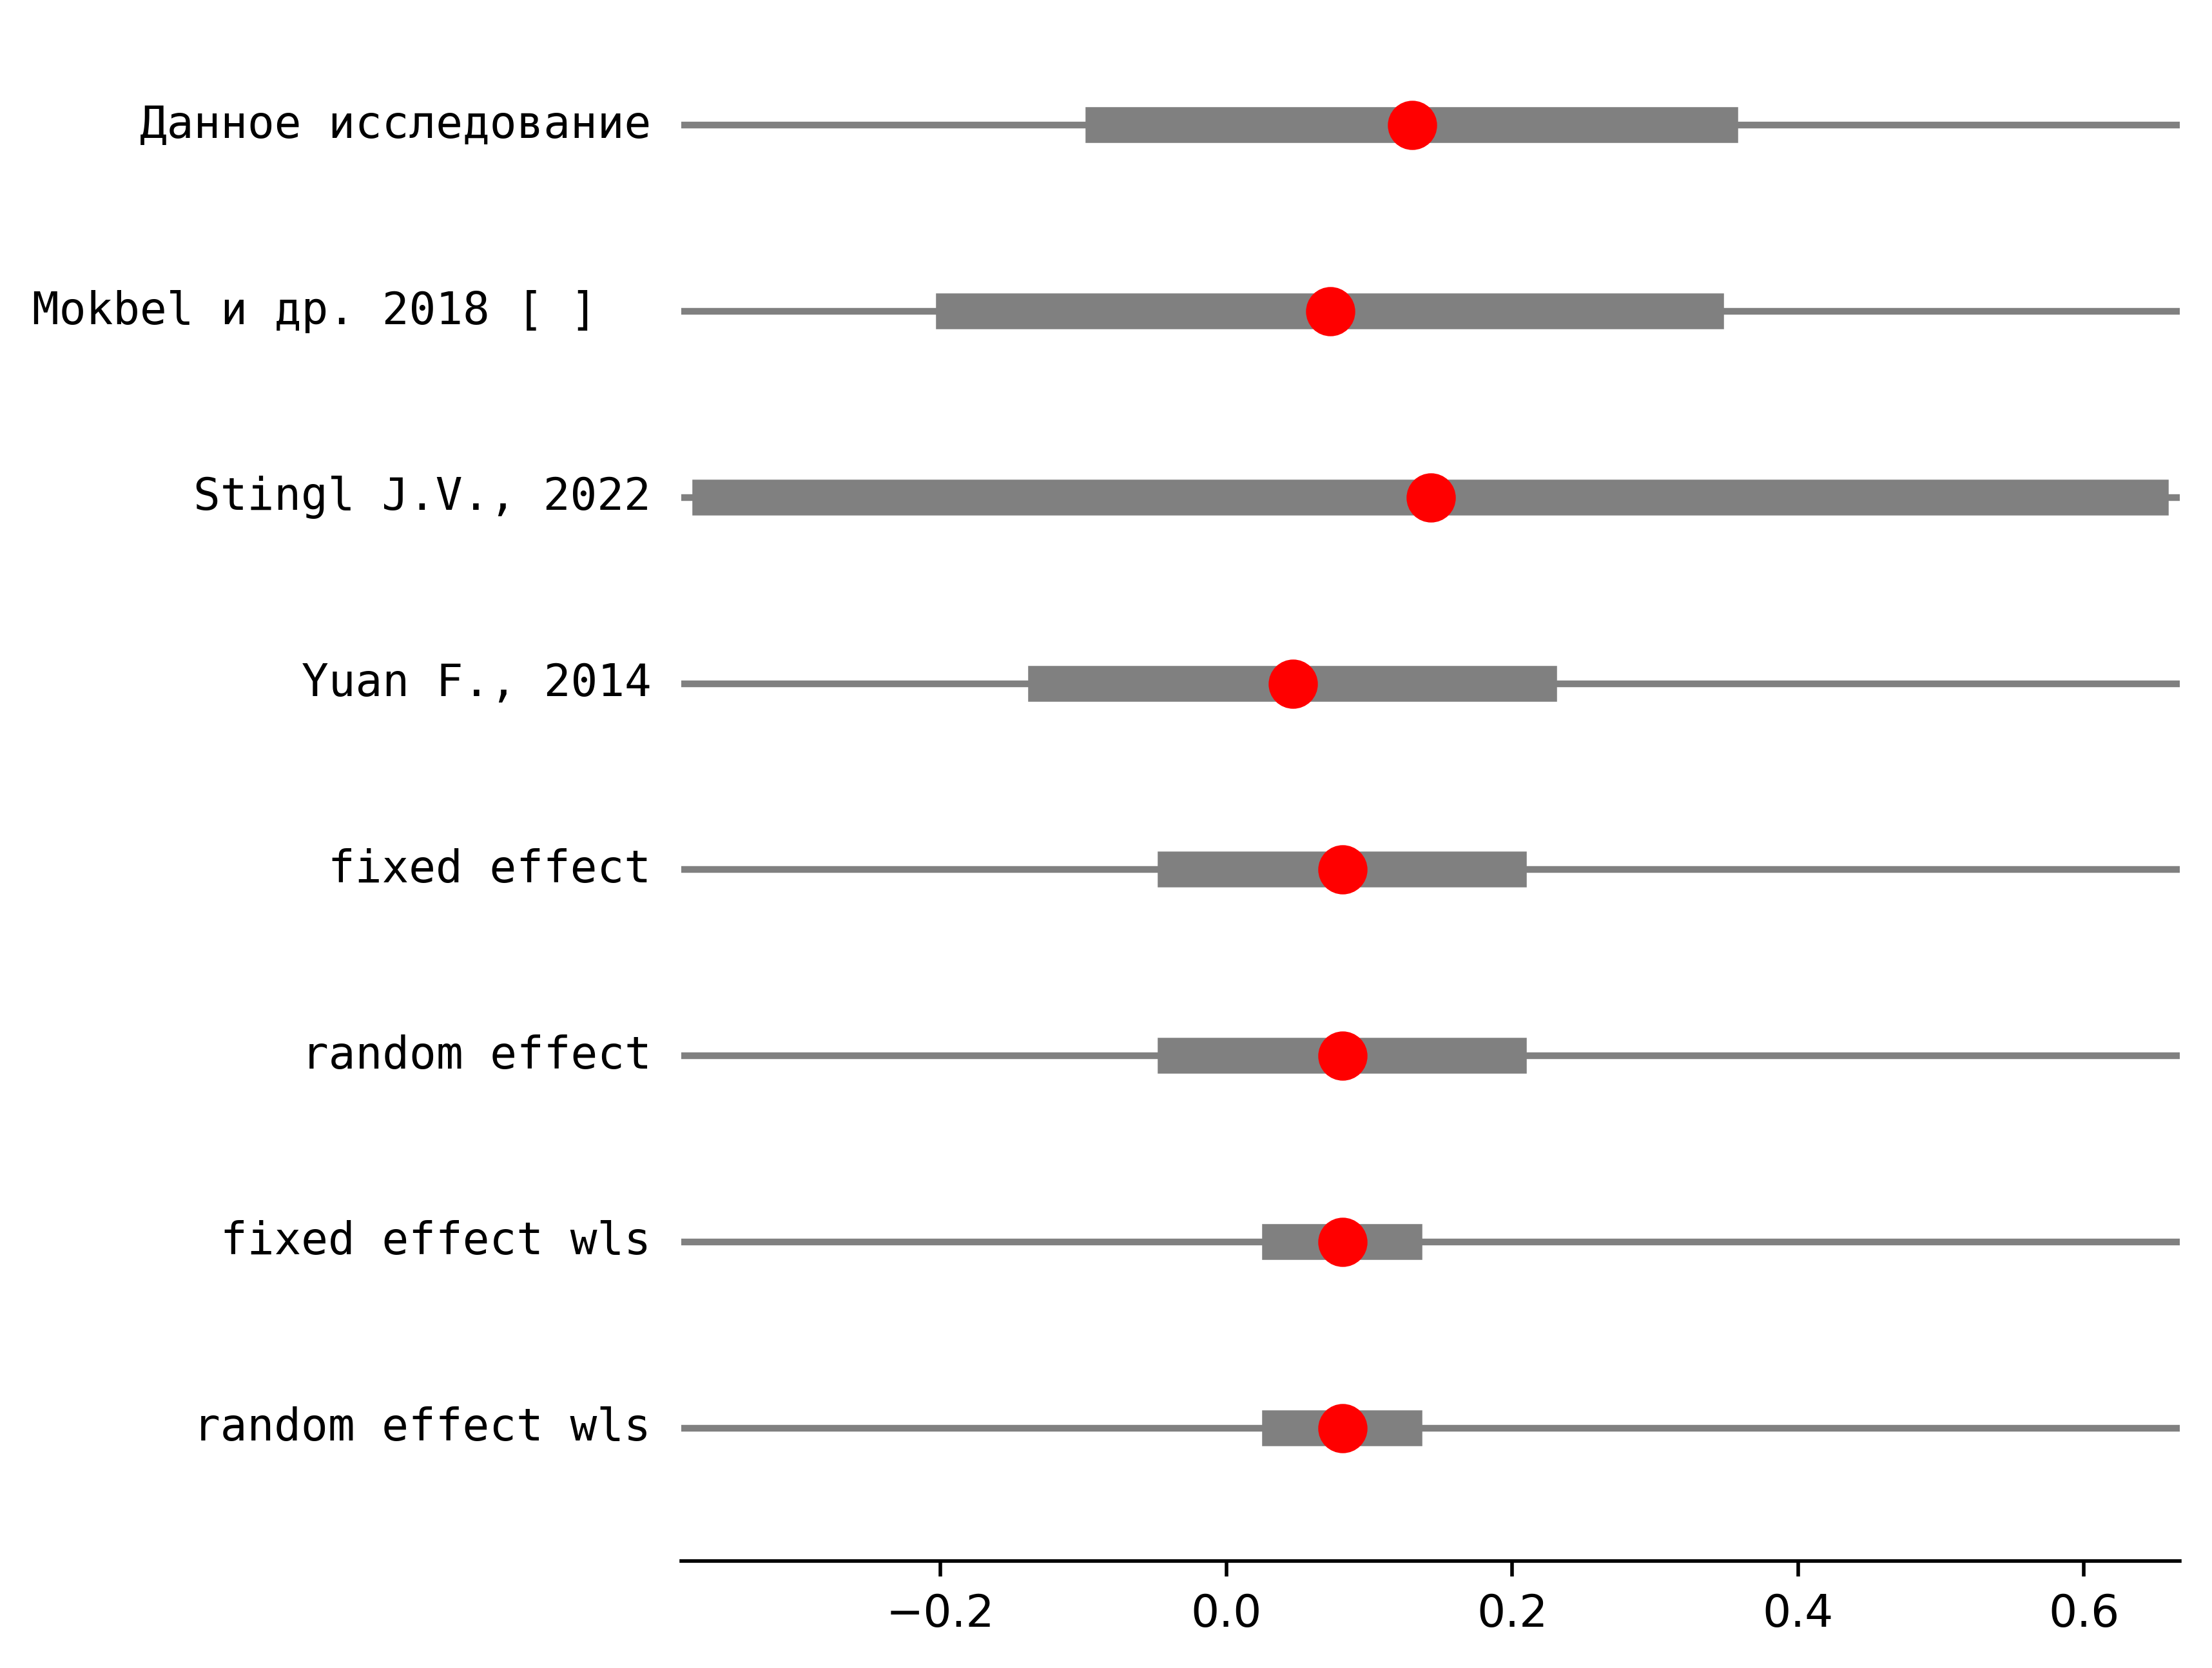 Данное исследование
Mokbel и др. 2018 [ ]
Stingl J.V., 2022
Yuan F., 2014
fixed effect
random effect
fixed effect wls
random effect wls
−0.2 0.0 0.2 0.4 0.6